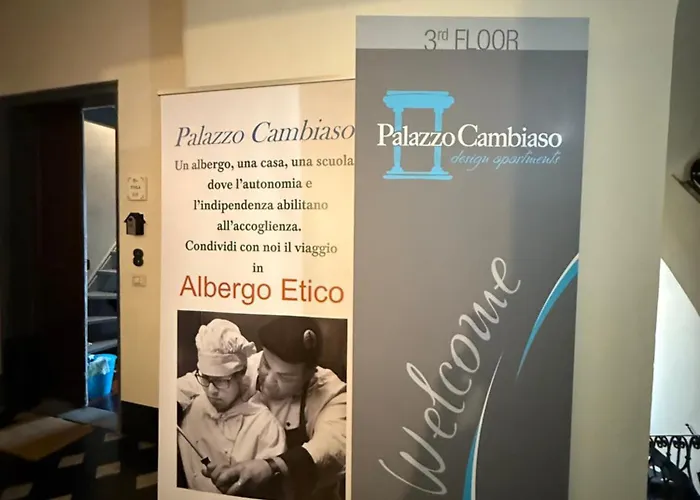 Palazzo Cambiaso
Un albergo, una casa, una scuola
dove l'autonomia e
l'indipendenza abilitano
all'accoglienza.
Condividi con noi il viaggio
in
Albergo Etico
3rd FLOOR
Palazzo Cambiaso
design apartments
Welcome
8